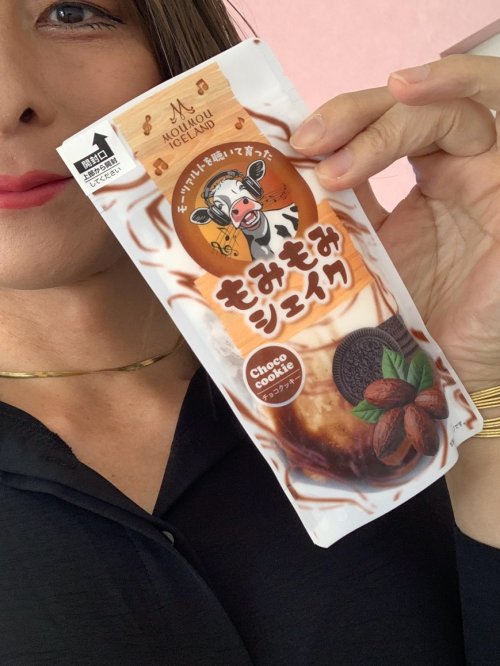 MOUMOU
ICELAND
開封口
上部から開封
してください
モーツァルトを聴いて育った
もみもみ
シェイク
Choco
cookie
チョコクッキー